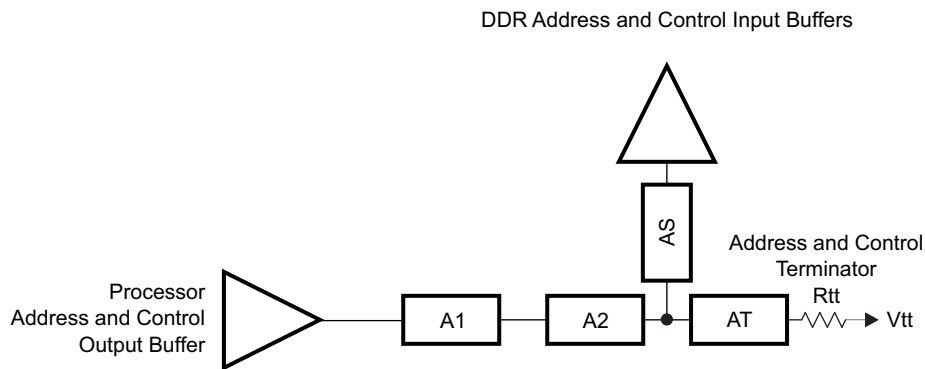 DDR Address and Control Input Buffers
AS
Address and Control
Terminator
Rtt
Processor
Address and Control
Output Buffer
A1
A2
AT
Vtt